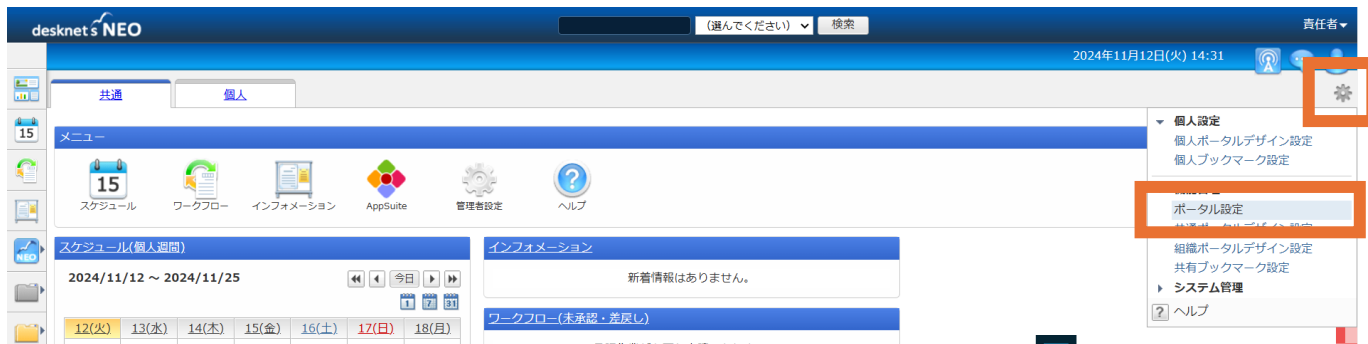 desknet's NEO
(選んでください) 検索
責任者
2024年11月12日(火) 14:31
共通 個人
メニュー
15
スケジュール
ワークフロー
インフォメーション
AppSuite
管理者設定
ヘルプ
個人設定
個人ポータルデザイン設定
個人ブックマーク設定
ポータル設定
組織ポータルデザイン設定
共有ブックマーク設定
システム管理
ヘルプ
15
NEO
スケジュール(個人週間)
2024/11/12 ～ 2024/11/25
今日
1 7 31
12(火) 13(水) 14(木) 15(金) 16(土) 17(日) 18(月)
インフォメーション
新着情報はありません。
ワークフロー(未承認・差戻し)